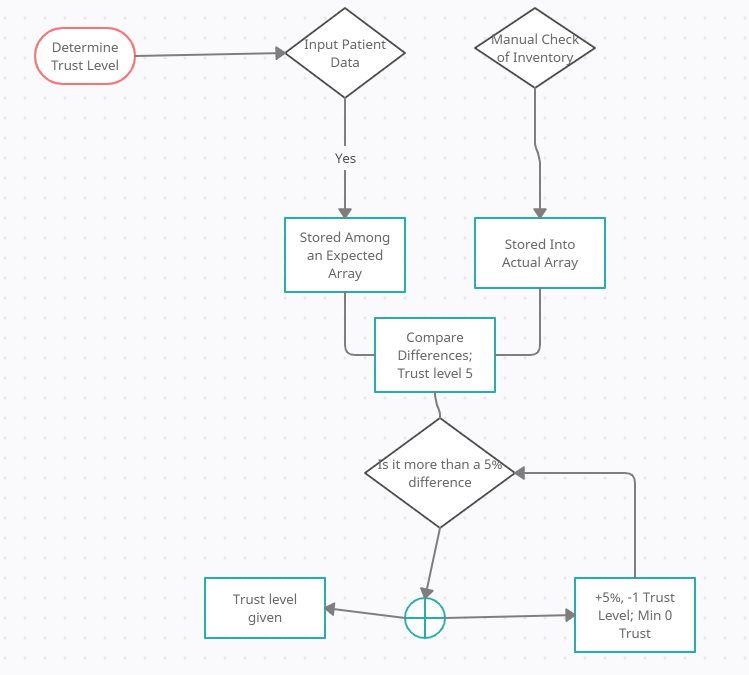 Determine
Trust Level
Input Patient
Data
Manual Check
of Inventory
Yes
Stored Among
an Expected
Array
Stored Into
Actual Array
Compare
Differences;
Trust level 5
Is it more than a 5%
difference
Trust level
given
+5%, -1 Trust
Level; Min 0
Trust